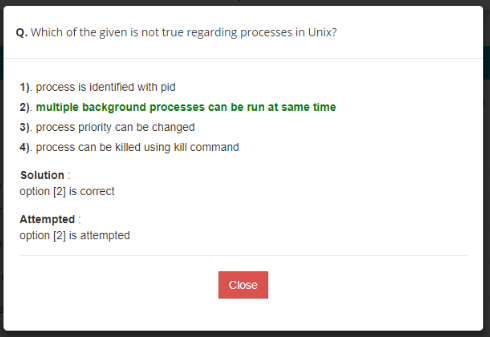 Q. Which of the given is not true regarding processes in Unix?
1). process is identified with pid
2). multiple background processes can be run at same time
3). process priority can be changed
4). process can be killed using kill command
Solution :
option [2] is correct
Attempted :
option [2] is attempted
Close